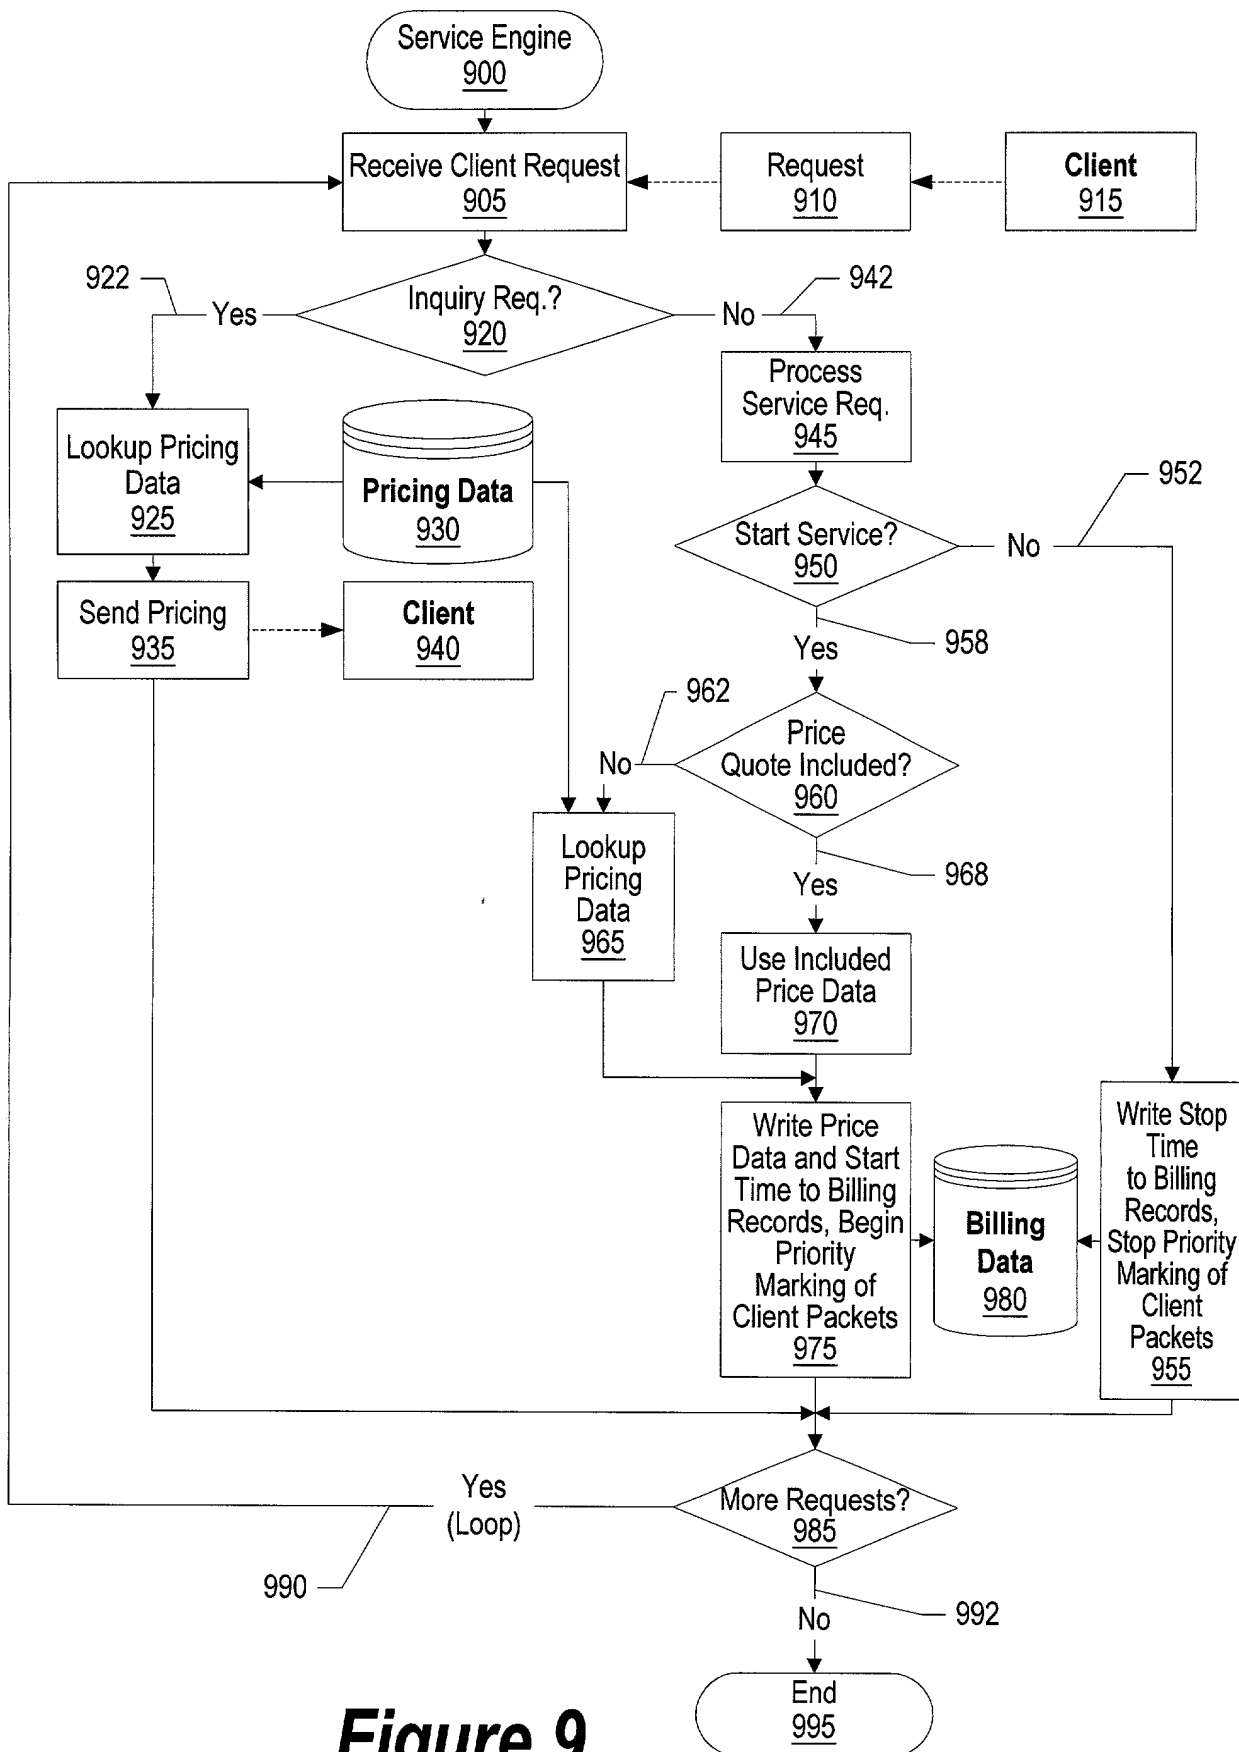 Service Engine
900
Receive Client Request
905
Request
910
Client
915
922
Yes
Inquiry Req.?
920
No
942
Process
Service Req.
945
Lookup Pricing
Data
925
Pricing Data
930
952
Start Service?
950
No
Send Pricing
935
Client
940
958
Yes
962
Price
Quote Included?
960
No
968
Yes
Lookup
Pricing
Data
965
Use Included
Price Data
970
Write Price
Data and Start
Time to Billing
Records, Begin
Priority
Marking of
Client Packets
975
Billing
Data
980
Write Stop
Time
to Billing
Records,
Stop Priority
Marking of
Client
Packets
955
Yes
(Loop)
More Requests?
985
990
992
No
End
995
Figure 9